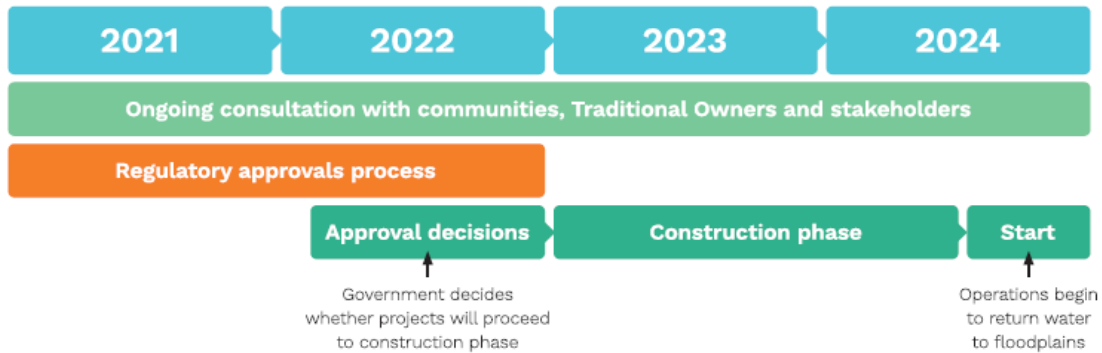 2021
2022
2023
2024
Ongoing consultation with communities, Traditional Owners and stakeholders
Regulatory approvals process
Approval decisions
Construction phase
Start
Government decides
whether projects will proceed
to construction phase
Operations begin
to return water
to floodplains